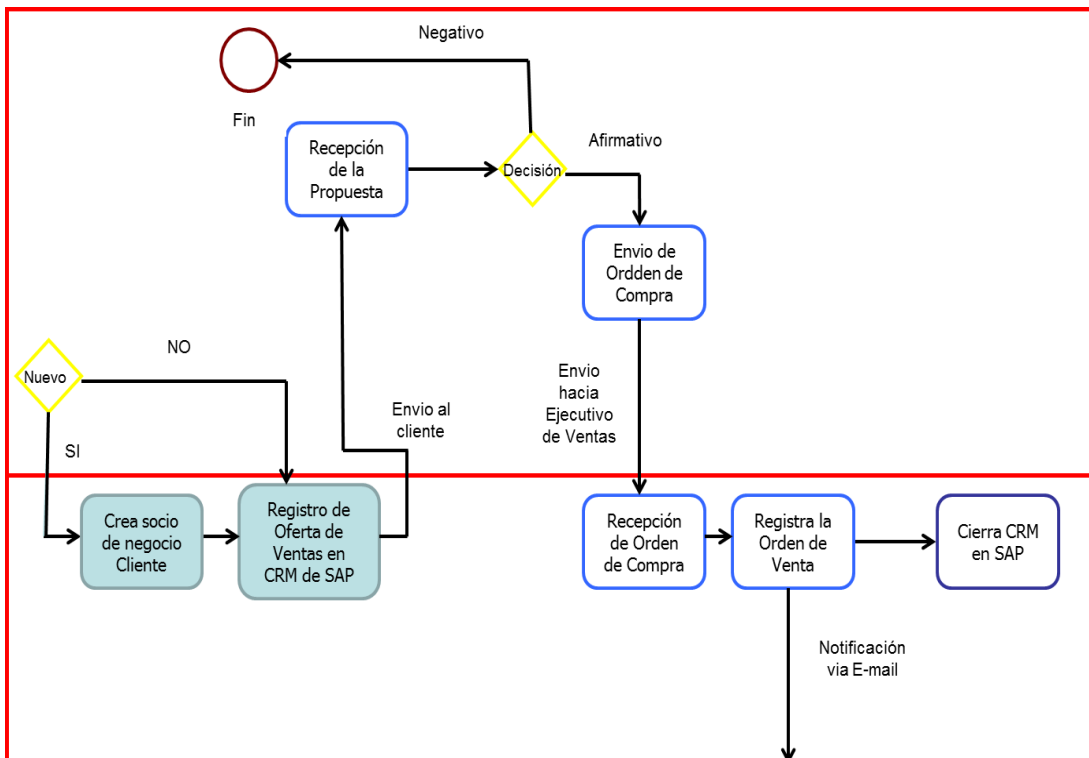 Negativo
Fin
Recepción
de la
Propuesta
Decisión
Afirmativo
Envio de
Ordden de
Compra
Nuevo
NO
SI
Envio al
cliente
Envio
hacia
Ejecutivo
de Ventas
Crea socio
de negocio
Cliente
Registro de
Oferta de
Ventas en
CRM de SAP
Recepción
de Orden
de Compra
Registra la
Orden de
Venta
Cierra CRM
en SAP
Notificación
via E-mail